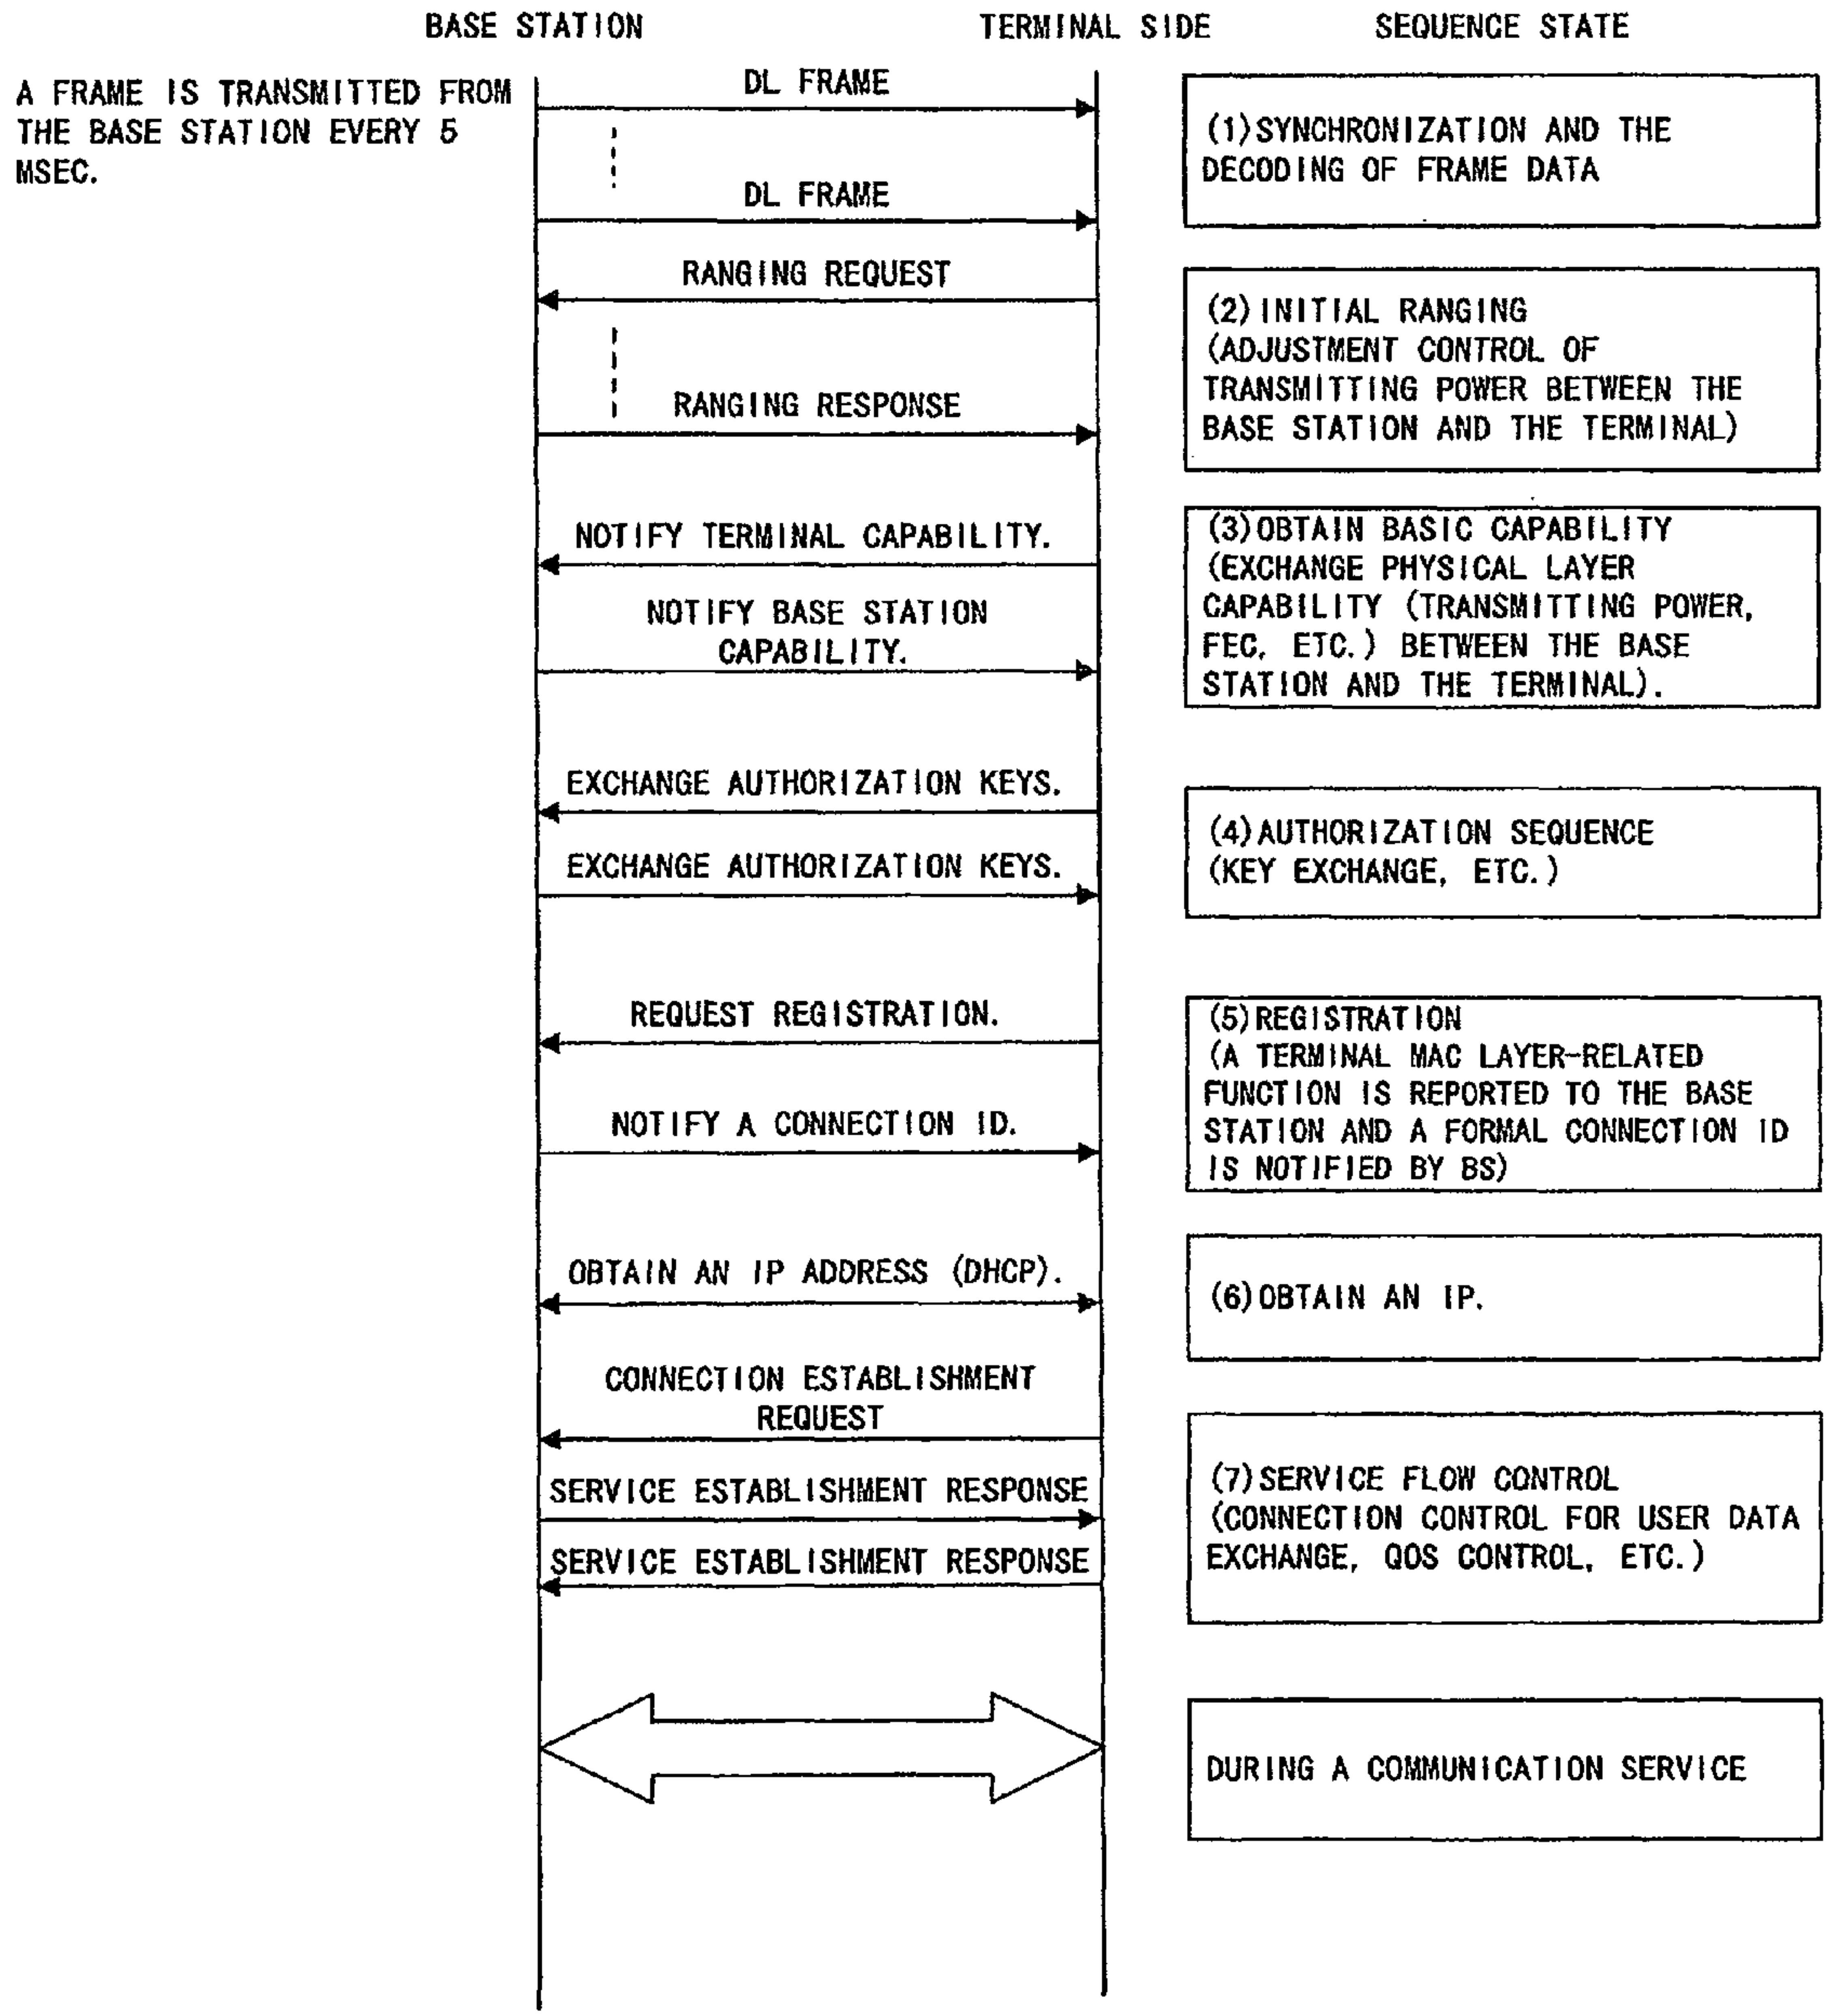 BASE STATION
TERMINAL SIDE
SEQUENCE STATE
A FRAME IS TRANSMITTED FROM
THE BASE STATION EVERY 5
MSEC.
DL FRAME
DL FRAME
(1)SYNCHRONIZATION AND THE
DECODING OF FRAME DATA
RANGING REQUEST
RANGING RESPONSE
(2)INITIAL RANGING
(ADJUSTMENT CONTROL OF
TRANSMITTING POWER BETWEEN THE
BASE STATION AND THE TERMINAL)
NOTIFY TERMINAL CAPABILITY.
NOTIFY BASE STATION
CAPABILITY.
(3)OBTAIN BASIC CAPABILITY
(EXCHANGE PHYSICAL LAYER
CAPABILITY (TRANSMITTING POWER,
FEC, ETC.) BETWEEN THE BASE
STATION AND THE TERMINAL).
EXCHANGE AUTHORIZATION KEYS.
EXCHANGE AUTHORIZATION KEYS.
(4)AUTHORIZATION SEQUENCE
(KEY EXCHANGE, ETC.)
REQUEST REGISTRATION.
NOTIFY A CONNECTION ID.
(5)REGISTRATION
(A TERMINAL MAC LAYER-RELATED
FUNCTION IS REPORTED TO THE BASE
STATION AND A FORMAL CONNECTION ID
IS NOTIFIED BY BS)
OBTAIN AN IP ADDRESS (DHCP).
(6)OBTAIN AN IP.
CONNECTION ESTABLISHMENT
REQUEST
SERVICE ESTABLISHMENT RESPONSE
SERVICE ESTABLISHMENT RESPONSE
(7)SERVICE FLOW CONTROL
(CONNECTION CONTROL FOR USER DATA
EXCHANGE, QOS CONTROL, ETC.)
DURING A COMMUNICATION SERVICE